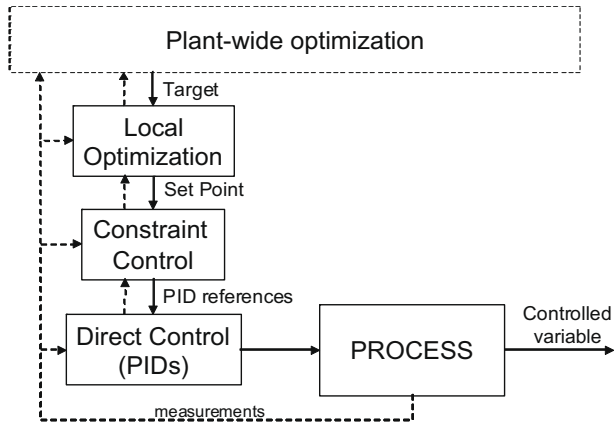 Plant-wide optimization
Target
Local
Optimization
Set Point
Constraint
Control
PID references
Direct Control
(PIDs)
PROCESS
Controlled
variable
measurements